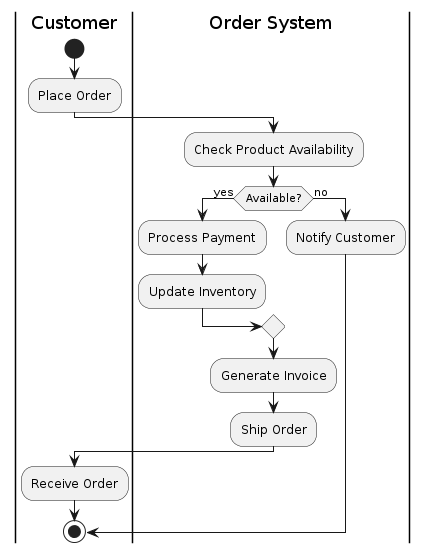 Customer
Order System
Place Order
Check Product Availability
yes
Available?
no
Process Payment
Notify Customer
Update Inventory
Generate Invoice
Ship Order
Receive Order